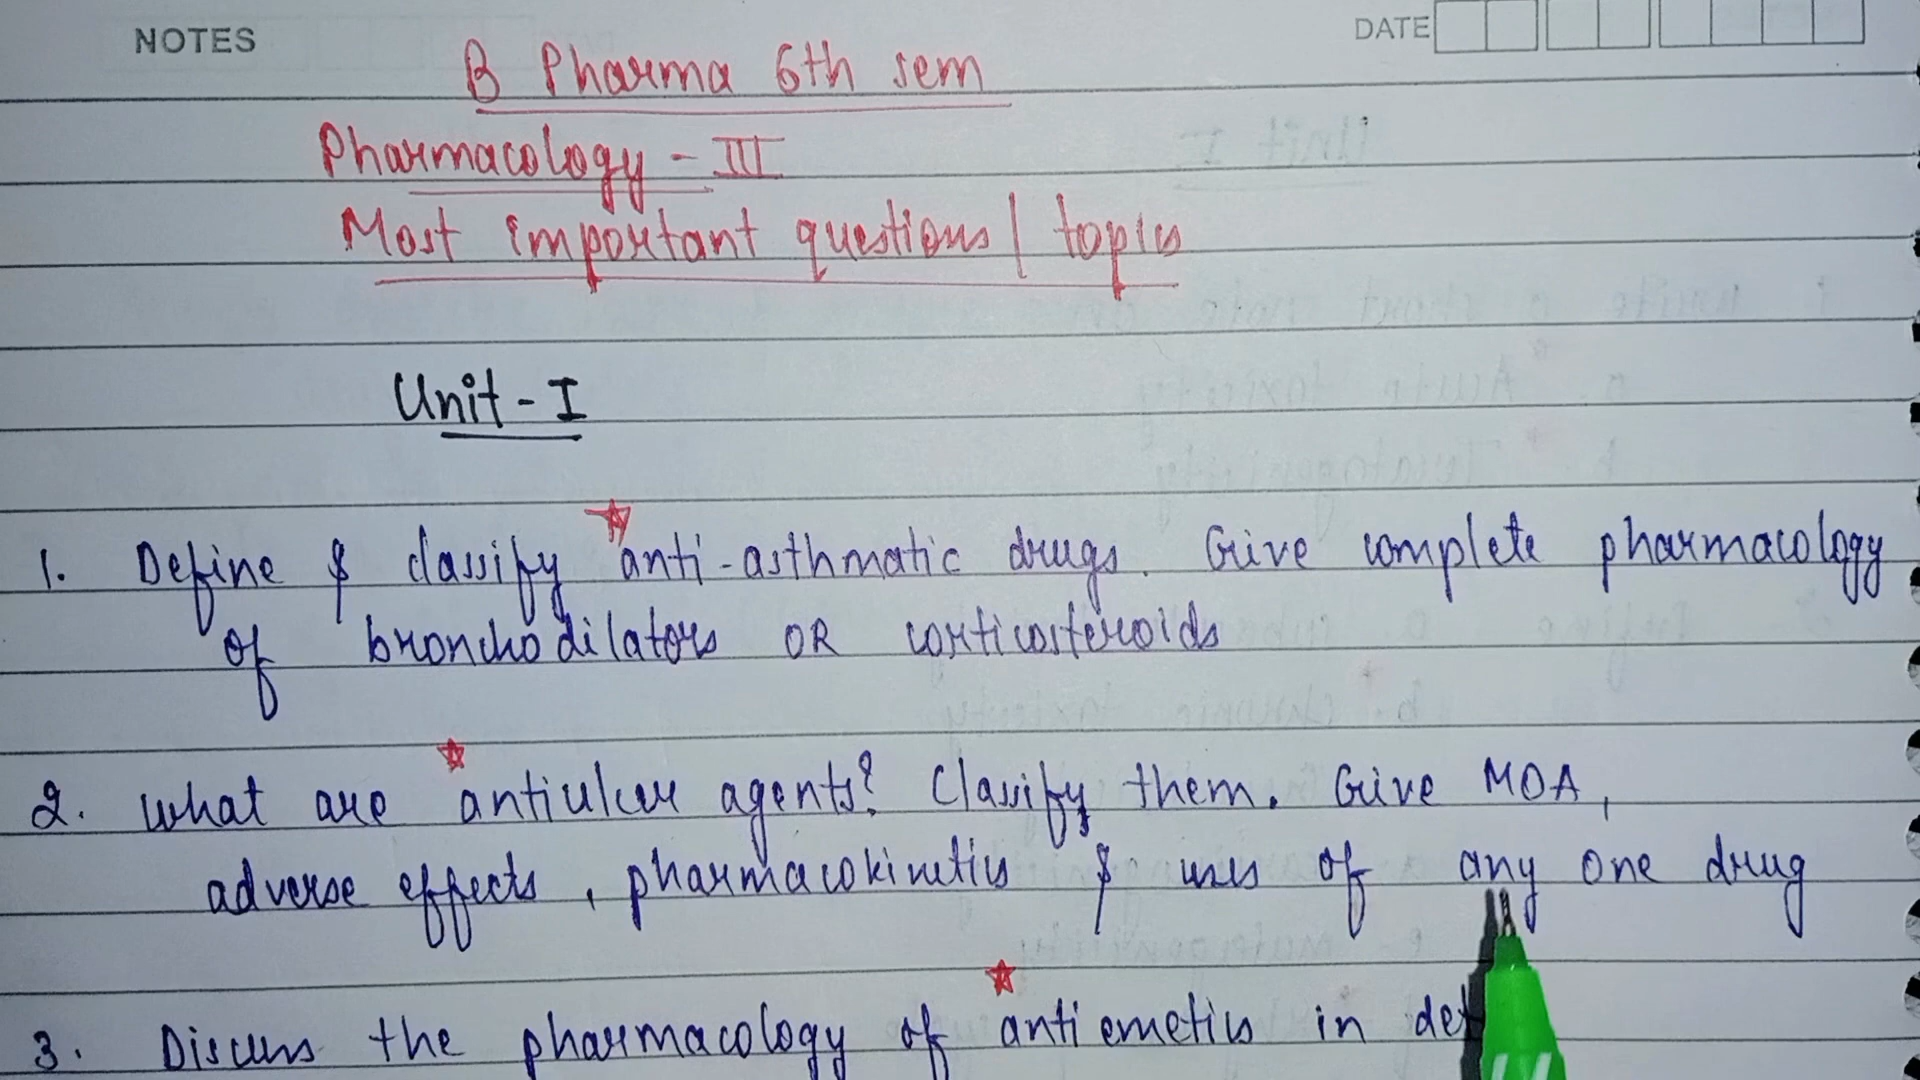 NOTES
DATE
B Pharma 6th sem
Pharmacology - III
Most important questions / topics
Unit - I
1. Define & classify anti-asthmatic drugs. Give complete pharmacology
of bronchodilators OR corticosteroids
2. What are antiulcer agents? Classify them. Give MOA,
adverse effects, pharmacokinetics & uses of any one drug
3. Discuss the pharmacology of antiemetics in det